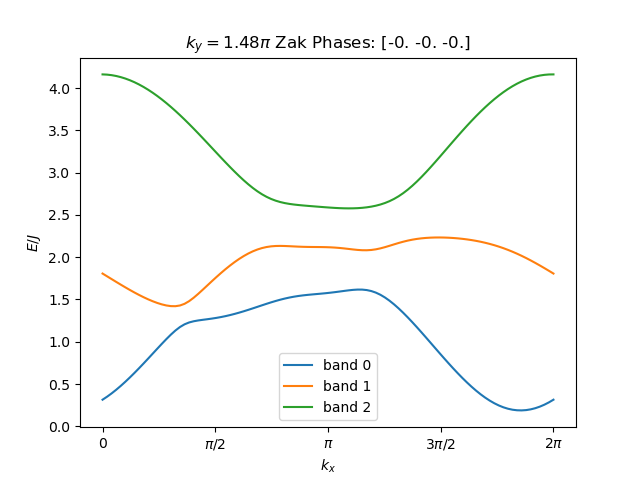 k_y = 1.48π Zak Phases: [-0. -0. -0.]
E/J
4.0
3.5
3.0
2.5
2.0
1.5
1.0
0.5
0.0
band 0
band 1
band 2
0
π/2
π
3π/2
2π
k_x